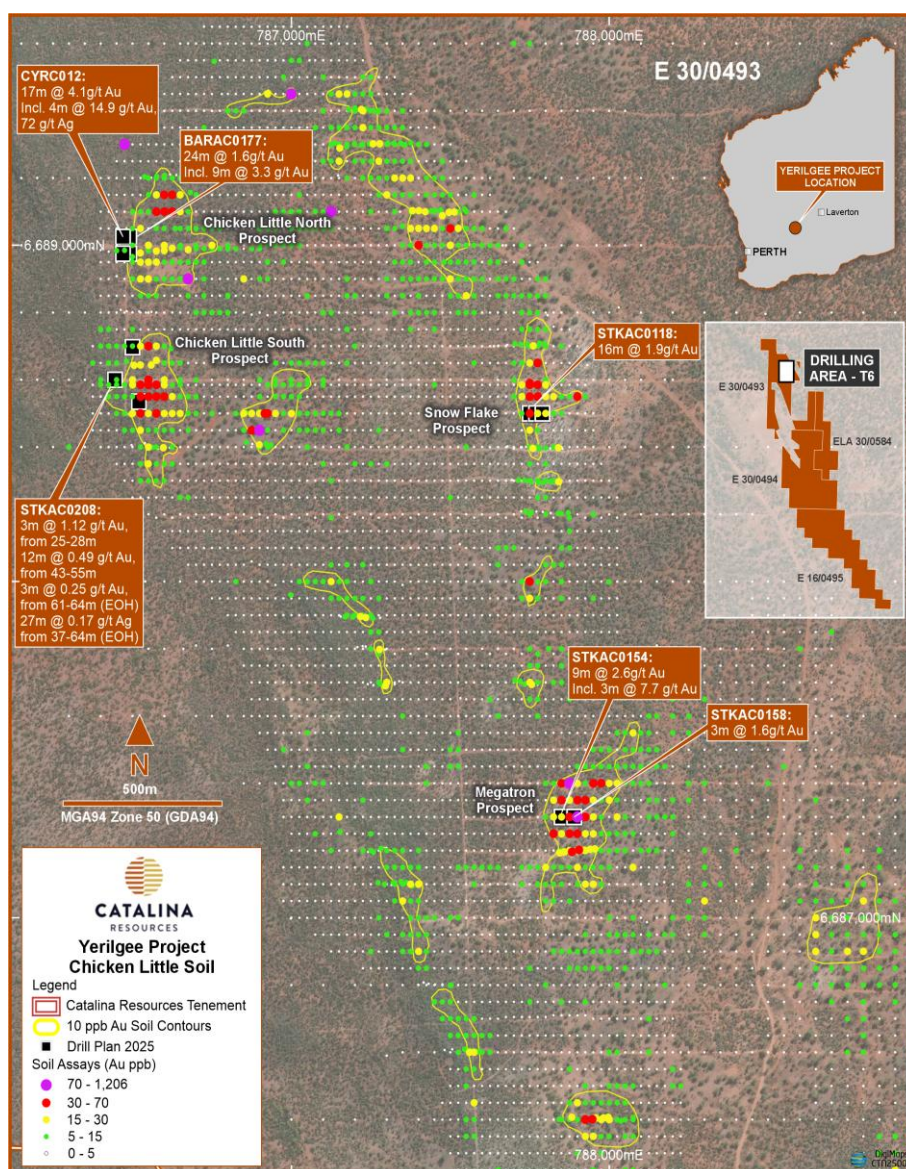 787,000mE
788,000mE
E 30/0493
CYRC012:
17m @ 4.1g/t Au
Incl. 4m @ 14.9 g/t Au,
72 g/t Ag
BARAC0177:
24m @ 1.6g/t Au
Incl. 9m @ 3.3 g/t Au
YERILGEE PROJECT
LOCATION
Laverton
PERTH
Chicken Little North
Prospect
6,689,000mN
Chicken Little South
Prospect
STKAC0118:
16m @ 1.9g/t Au
Snow Flake
Prospect
DRILLING
AREA - T6
E 30/0493
ELA 30/0584
E 30/0494
E 16/0495
STKAC0208:
3m @ 1.12 g/t Au,
from 25-28m
12m @ 0.49 g/t Au,
from 43-55m
3m @ 0.25 g/t Au,
from 61-64m (EOH)
27m @ 0.17 g/t Ag
from 37-64m (EOH)
STKAC0154:
9m @ 2.6g/t Au
Incl. 3m @ 7.7 g/t Au
STKAC0158:
3m @ 1.6g/t Au
Megatron
Prospect
N
500m
MGA94 Zone 50 (GDA94)
6,687,000mN
CATALINA
RESOURCES
Yerilgee Project
Chicken Little Soil
Legend
Catalina Resources Tenement
10 ppb Au Soil Contours
Drill Plan 2025
Soil Assays (Au ppb)
70 - 1,206
30 - 70
15 - 30
5 - 15
0 - 5
788,000mE
DigiMaps